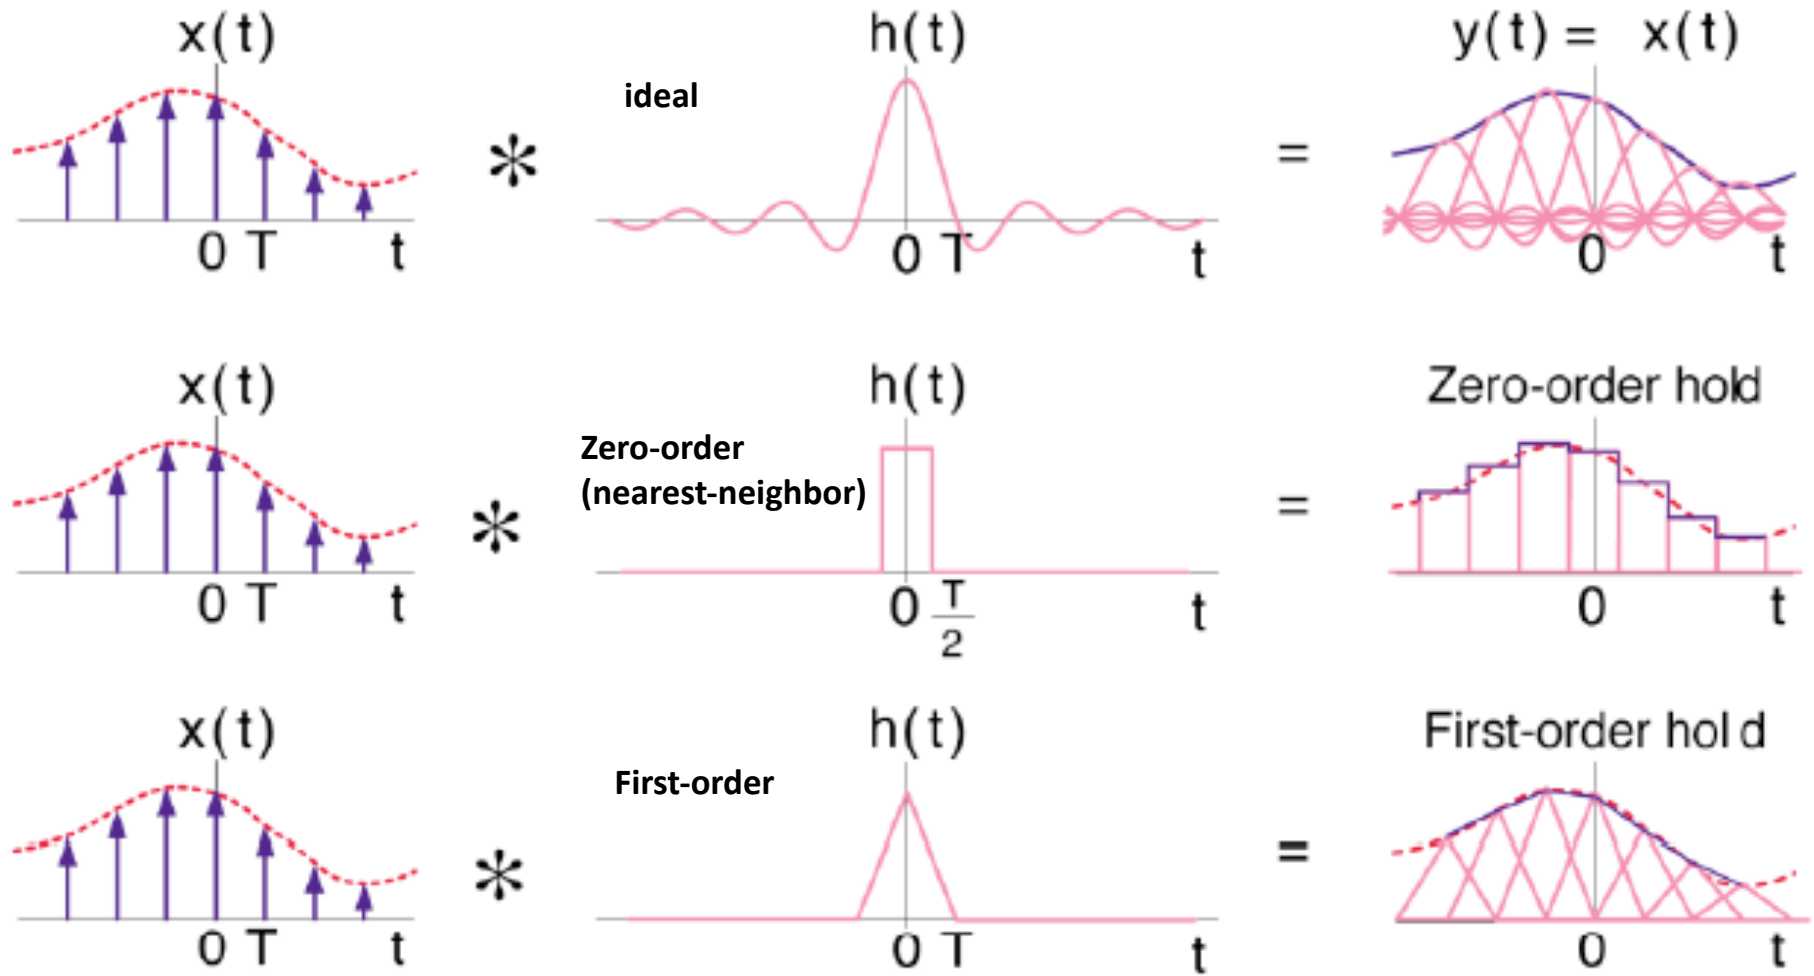 x(t)
h(t)
y(t) = x(t)
ideal
*
=
0 T t
0 T t
0 t
x(t)
h(t)
Zero-order hold
Zero-order
(nearest-neighbor)
*
=
0 T t
0 T/2 t
0 t
x(t)
h(t)
First-order hold
First-order
*
=
0 T t
0 T t
0 t